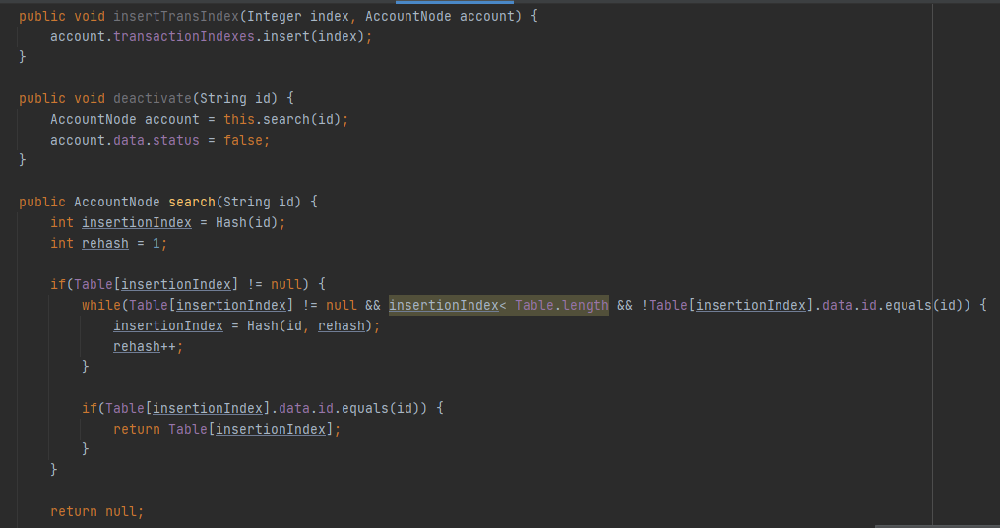 public void insertTransIndex(Integer index, AccountNode account) {
    account.transactionIndexes.insert(index);
}
public void deactivate(String id) {
    AccountNode account = this.search(id);
    account.data.status = false;
}
public AccountNode search(String id) {
    int insertionIndex = Hash(id);
    int rehash = 1;
    if(Table[insertionIndex] != null) {
        while(Table[insertionIndex] != null && insertionIndex< Table.length && !Table[insertionIndex].data.id.equals(id)) {
            insertionIndex = Hash(id, rehash);
            rehash++;
        }
        if(Table[insertionIndex].data.id.equals(id)) {
            return Table[insertionIndex];
        }
    }
    return null;